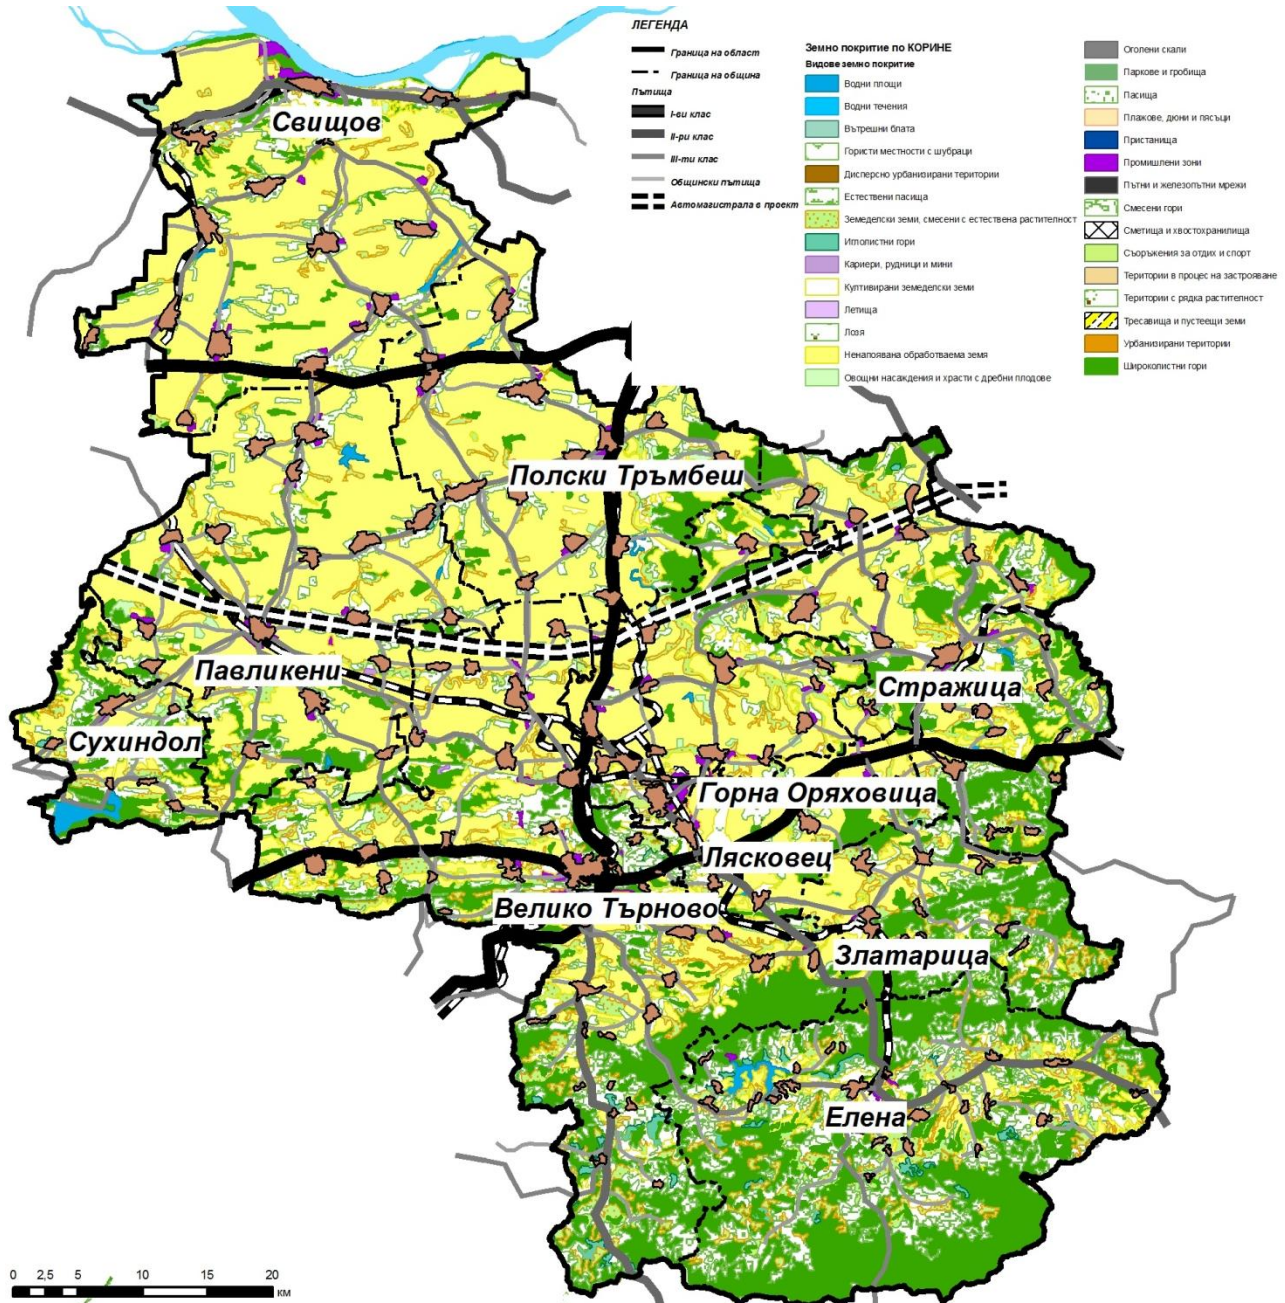 ЛЕГЕНДА
Граница на област
Граница на община
Пътища
I-ви клас
II-ри клас
III-ти клас
Общински пътища
Автомагистрала в проект
Земно покритие по КОРИНЕ
Видове земно покритие
Водни площи
Водни течения
Вътрешни блата
Гористи местности с шубраци
Дисперсно урбанизирани територии
Естествени пасища
Земеделски земи, смесени с естествена растителност
Иглолистни гори
Кариери, рудници и мини
Култивирани земеделски земи
Летища
Лозя
Ненапоявана обработваема земя
Овощни насаждения и храсти с дребни плодове
Оголени скали
Паркове и гробища
Пасища
Плажове, дюни и пясъци
Пристанища
Промишлени зони
Пътни и железопътни мрежи
Смесени гори
Сметища и хвостохранилища
Съоръжения за отдих и спорт
Територии в процес на застрояване
Територии с рядка растителност
Тресавища и пустеещи земи
Урбанизирани територии
Широколистни гори
Свищов
Полски Тръмбеш
Павликени
Стражица
Сухиндол
Горна Оряховица
Лясковец
Велико Търново
Златарица
Елена
0 2,5 5 10 15 20
км